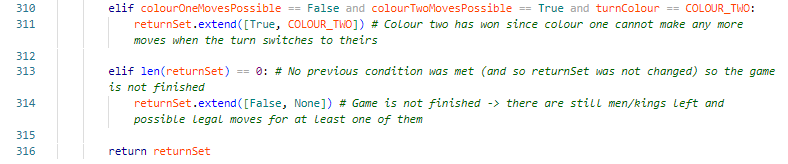 310 elif colourOneMovesPossible == False and colourTwoMovesPossible == True and turnColour == COLOUR_TWO:
311 returnSet.extend([True, COLOUR_TWO]) # Colour two has won since colour one cannot make any more
moves when the turn switches to theirs
312
313 elif len(returnSet) == 0: # No previous condition was met (and so returnSet was not changed) so the game
is not finished
314 returnSet.extend([False, None]) # Game is not finished -> there are still men/kings left and
possible legal moves for at least one of them
315
316 return returnSet